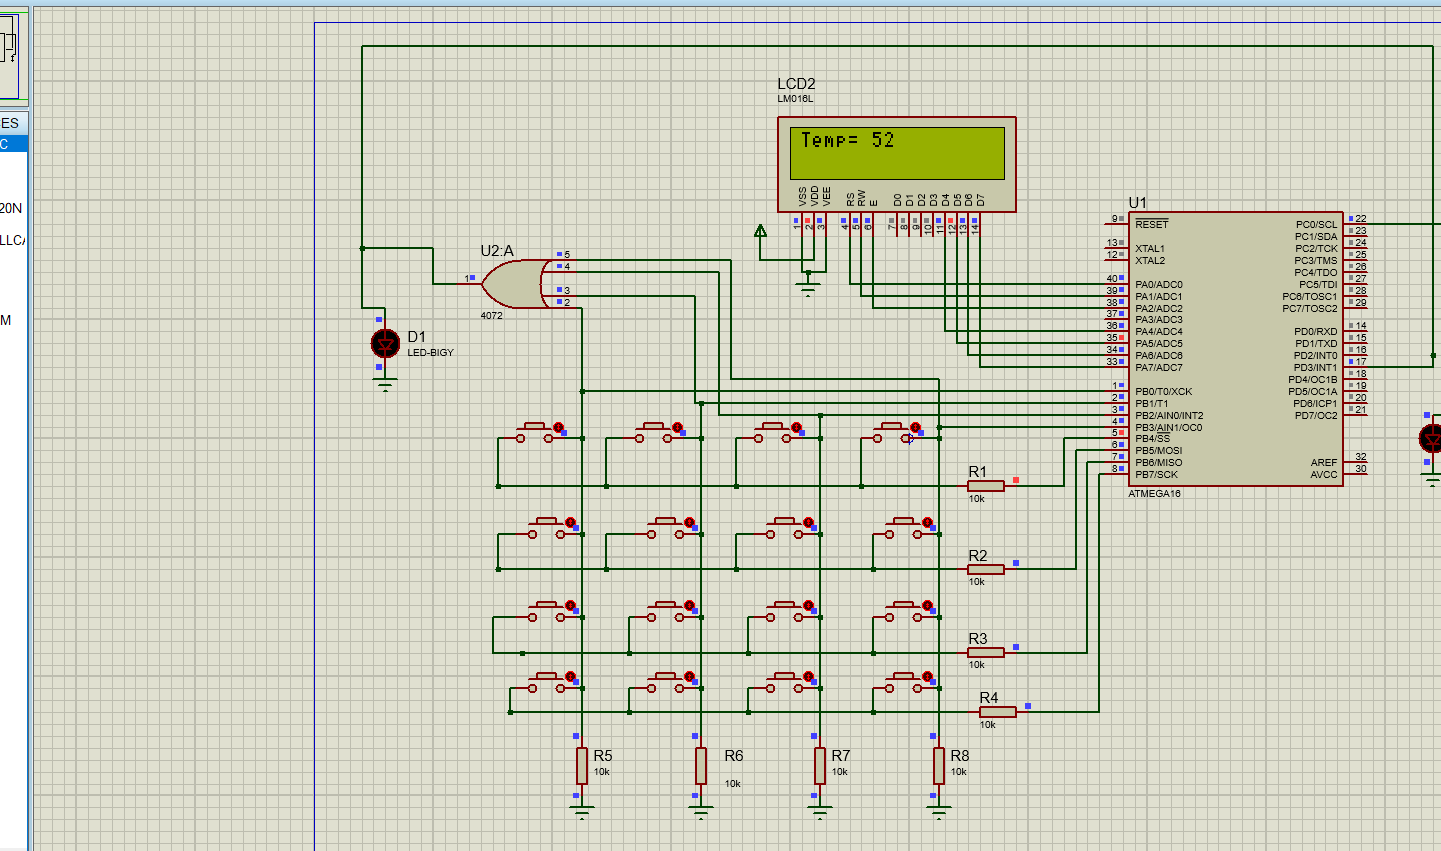 ES
C
20N
LLC
M
LCD2
LM016L
Temp= 52
VSS
VDD
VEE
RS
RW
E
D0
D1
D2
D3
D4
D5
D6
D7
1
2
3
4
5
6
7
8
9
10
11
12
13
14
U2:A
1
5
4
3
2
4072
D1
LED-BIGY
U1
9 RESET
13 XTAL1
12 XTAL2
40 PA0/ADC0
39 PA1/ADC1
38 PA2/ADC2
37 PA3/ADC3
36 PA4/ADC4
35 PA5/ADC5
34 PA6/ADC6
33 PA7/ADC7
1 PB0/T0/XCK
2 PB1/T1
3 PB2/AIN0/INT2
4 PB3/AIN1/OC0
5 PB4/SS
6 PB5/MOSI
7 PB6/MISO
8 PB7/SCK
PC0/SCL 22
PC1/SDA 23
PC2/TCK 24
PC3/TMS 25
PC4/TDO 26
PC5/TDI 27
PC6/TOSC1 28
PC7/TOSC2 29
PD0/RXD 14
PD1/TXD 15
PD2/INT0 16
PD3/INT1 17
PD4/OC1B 18
PD5/OC1A 19
PD6/ICP1 20
PD7/OC2 21
AREF 32
AVCC 30
ATMEGA16
R1
10k
R2
10k
R3
10k
R4
10k
R5
10k
R6
10k
R7
10k
R8
10k